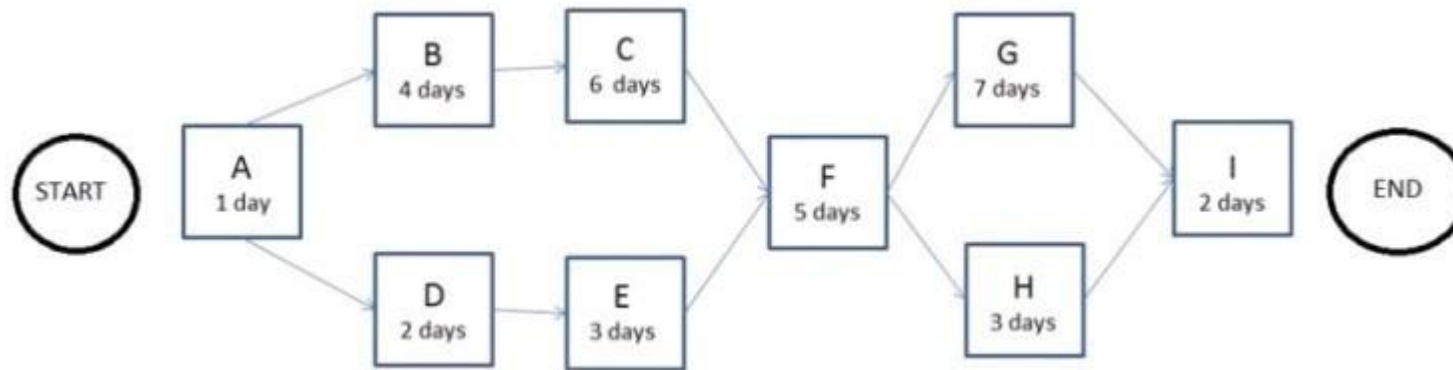 START
A
1 day
B
4 days
C
6 days
D
2 days
E
3 days
F
5 days
G
7 days
H
3 days
I
2 days
END